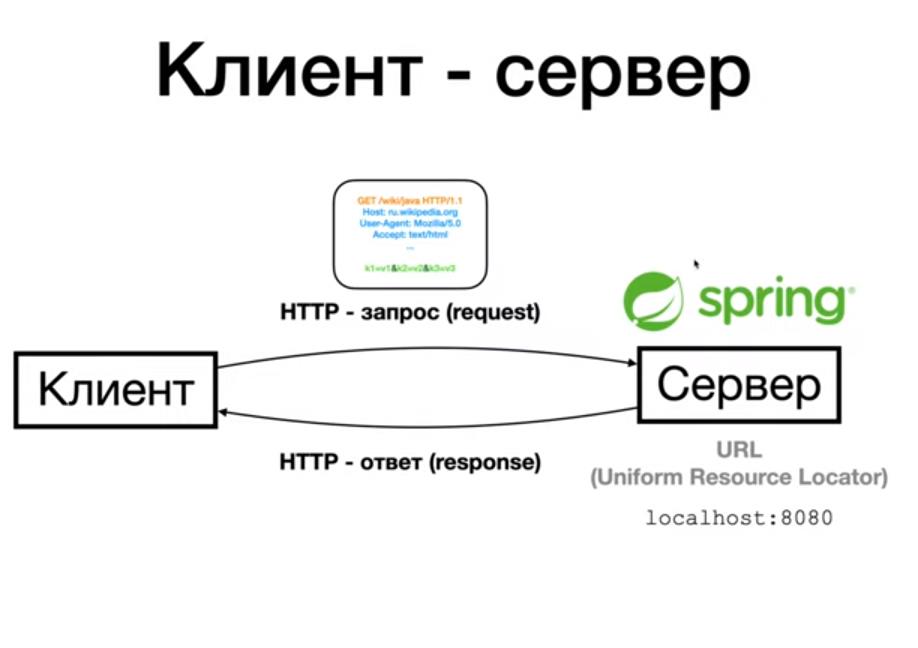 Клиент - сервер
GET /wiki/java HTTP/1.1
Host: ru.wikipedia.org
User-Agent: Mozilla/5.0
Accept: text/html
...
k1=v1&k2=v2&k3=v3
HTTP - запрос (request)
spring®
Клиент
Сервер
HTTP - ответ (response)
URL
(Uniform Resource Locator)
localhost:8080